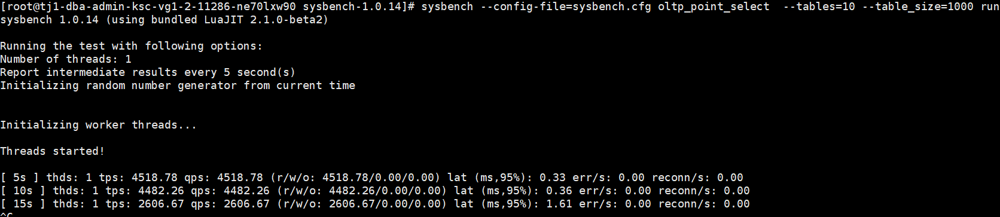 [root@tj1-dba-admin-ksc-vg1-2-11286-ne70lxw90 sysbench-1.0.14]# sysbench --config-file=sysbench.cfg oltp_point_select  --tables=10 --table_size=1000 run
sysbench 1.0.14 (using bundled LuaJIT 2.1.0-beta2)
Running the test with following options:
Number of threads: 1
Report intermediate results every 5 second(s)
Initializing random number generator from current time
Initializing worker threads...
Threads started!
[ 5s ] thds: 1 tps: 4518.78 qps: 4518.78 (r/w/o: 4518.78/0.00/0.00) lat (ms,95%): 0.33 err/s: 0.00 reconn/s: 0.00
[ 10s ] thds: 1 tps: 4482.26 qps: 4482.26 (r/w/o: 4482.26/0.00/0.00) lat (ms,95%): 0.36 err/s: 0.00 reconn/s: 0.00
[ 15s ] thds: 1 tps: 2606.67 qps: 2606.67 (r/w/o: 2606.67/0.00/0.00) lat (ms,95%): 1.61 err/s: 0.00 reconn/s: 0.00
^C